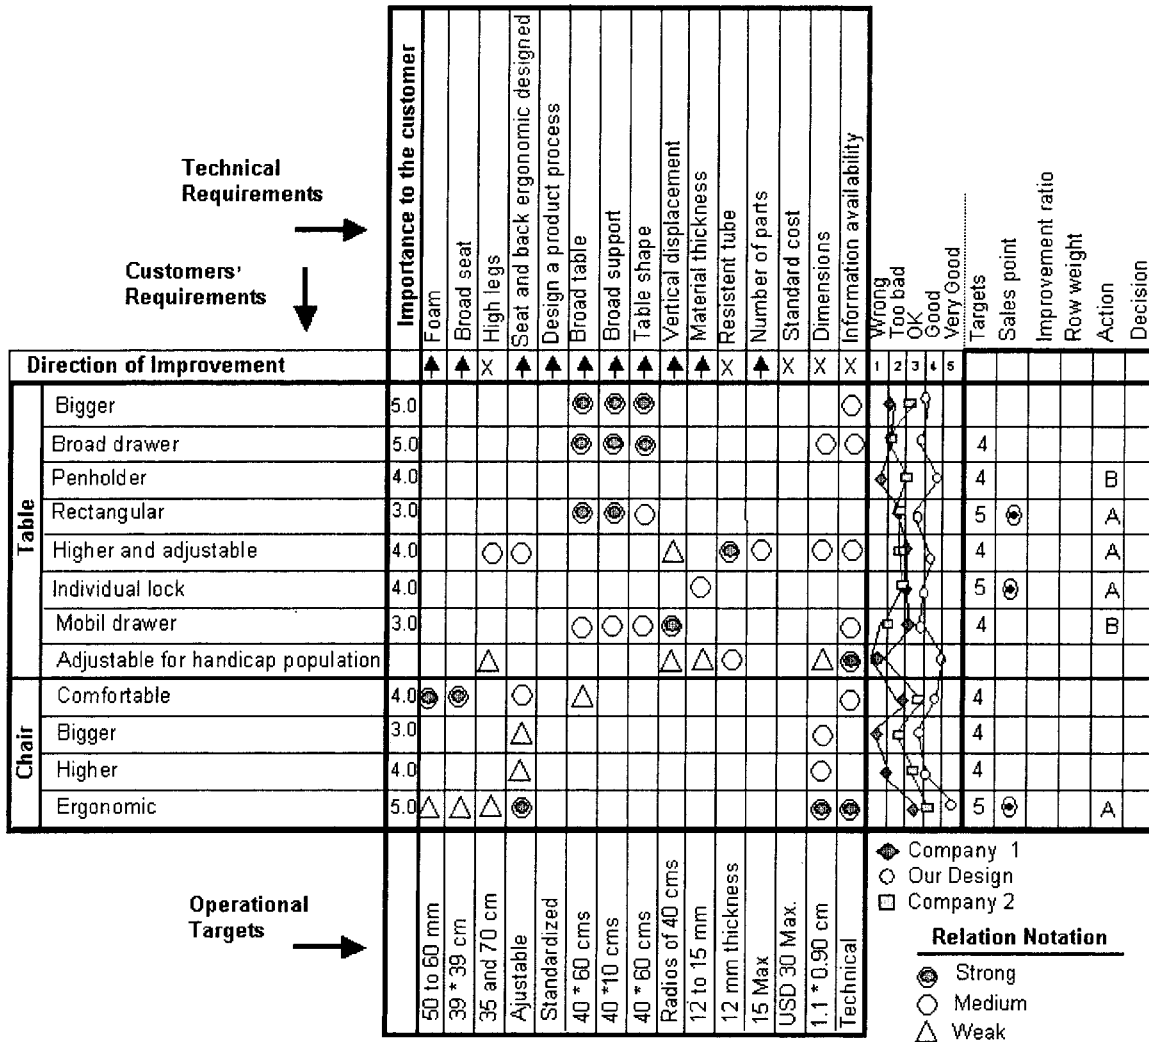 Technical
Requirements
Customers'
Requirements
Importance to the customer
Foam
Broad seat
High legs
Seat and back ergonomic designed
Design a product process
Broad table
Broad support
Table shape
Vertical displacement
Material thickness
Resistent tube
Number of parts
Standard cost
Dimensions
Information availability
Wrong
Too bad
OK
Good
Very Good
Targets
Sales point
Improvement ratio
Row weight
Action
Decision
Direction of Improvement X X X X X 1 2 3 4 5
Table
Bigger 5.0
Broad drawer 5.0 4
Penholder 4.0 4 B
Rectangular 3.0 5 A
Higher and adjustable 4.0 4 A
Individual lock 4.0 5 A
Mobil drawer 3.0 4 B
Adjustable for handicap population
Chair
Comfortable 4.0 4
Bigger 3.0 4
Higher 4.0 4
Ergonomic 5.0 5 A
Operational
Targets
50 to 60 mm
39 * 39 cm
35 and 70 cm
Ajustable
Standardized
40 * 60 cms
40 *10 cms
40 * 60 cms
Radios of 40 cms
12 to 15 mm
12 mm thickness
15 Max
USD 30 Max.
1.1 * 0.90 cm
Technical
Company 1
Our Design
Company 2
Relation Notation
Strong
Medium
Weak